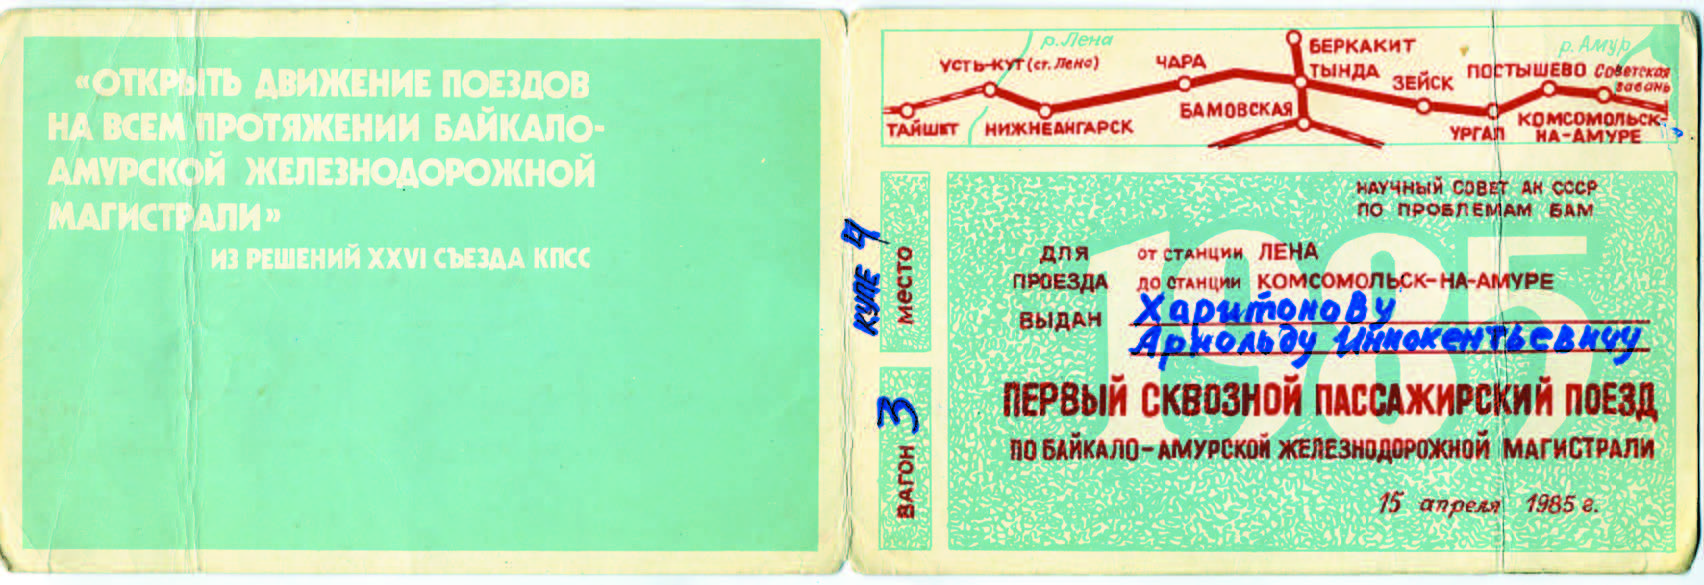 «ОТКРЫТЬ ДВИЖЕНИЕ ПОЕЗДОВ
НА ВСЕМ ПРОТЯЖЕНИИ БАЙКАЛО-
АМУРСКОЙ ЖЕЛЕЗНОДОРОЖНОЙ
МАГИСТРАЛИ»
ИЗ РЕШЕНИЙ XXVI СЪЕЗДА КПСС
р. Лена
р. Амур
УСТЬ-КУТ (ст. Лена)
ЧАРА
БЕРКАКИТ
ТЫНДА
ЗЕЙСК
ПОСТЫШЕВО
Советская
гавань
ТАЙШЕТ
НИЖНЕАНГАРСК
БАМОВСКАЯ
УРГАЛ
КОМСОМОЛЬСК-
НА-АМУРЕ
НАУЧНЫЙ СОВЕТ АН СССР
ПО ПРОБЛЕМАМ БАМ
1985
ДЛЯ
ПРОЕЗДА
ОТ СТАНЦИИ ЛЕНА
ДО СТАНЦИИ КОМСОМОЛЬСК-НА-АМУРЕ
ВЫДАН Харитонову
Арнольду Иннокентьевичу
ПЕРВЫЙ СКВОЗНОЙ ПАССАЖИРСКИЙ ПОЕЗД
ПО БАЙКАЛО-АМУРСКОЙ ЖЕЛЕЗНОДОРОЖНОЙ МАГИСТРАЛИ
15 апреля 1985 г.
КУПЕ 4
МЕСТО
ВАГОН 3